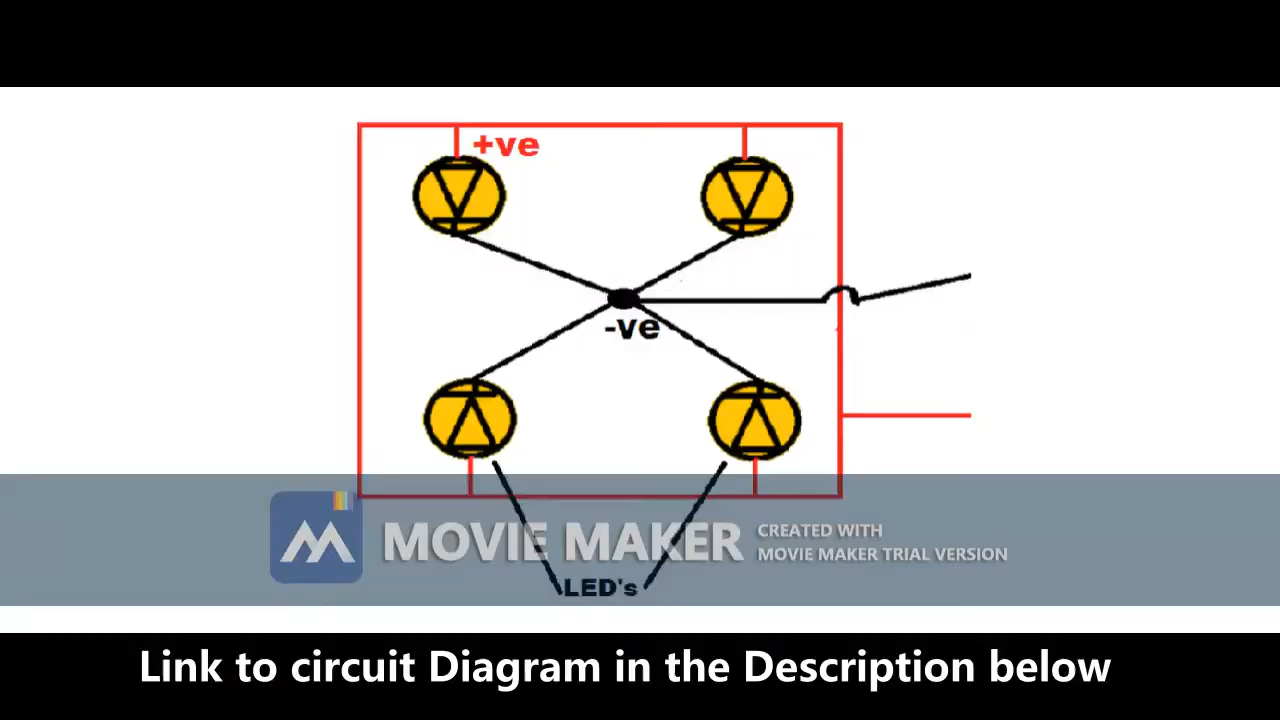 +ve
-ve
MOVIE MAKER
CREATED WITH
MOVIE MAKER TRIAL VERSION
LED's
Link to circuit Diagram in the Description below